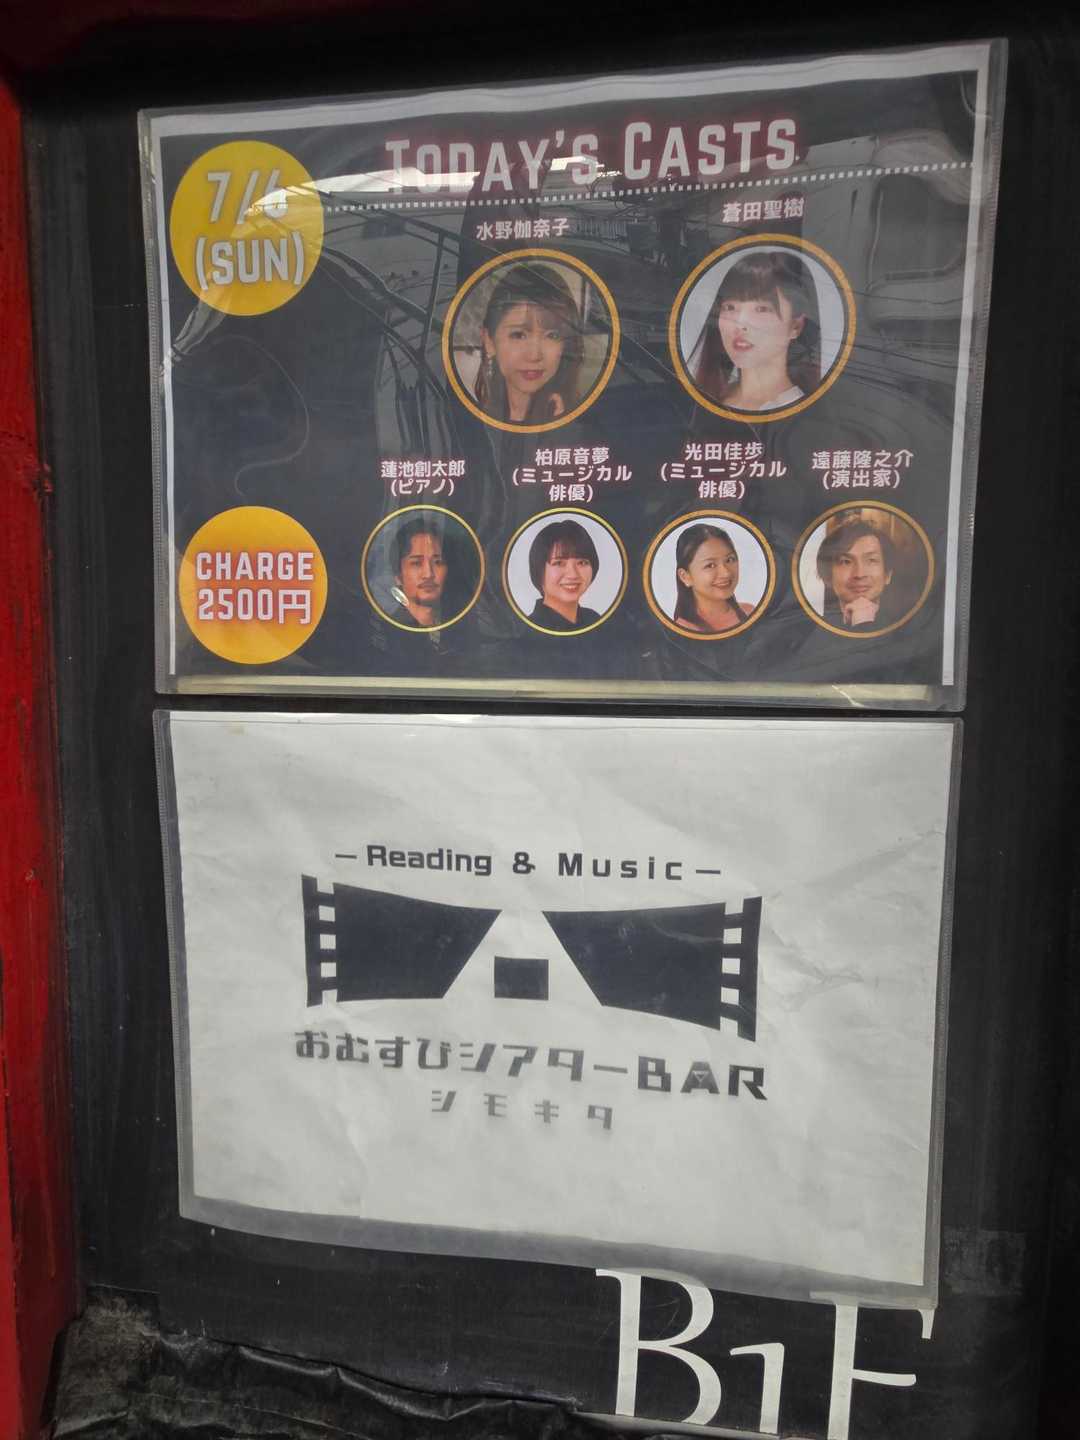 TODAY'S CASTS
7/6
(SUN)
水野伽奈子
蒼田聖樹
蓮池創太郎
(ピアノ)
柏原音夢
(ミュージカル
俳優)
光田佳歩
(ミュージカル
俳優)
遠藤隆之介
(演出家)
CHARGE
2500円
–Reading & Music–
おむすびシアターBAR
シモキタ
B1F